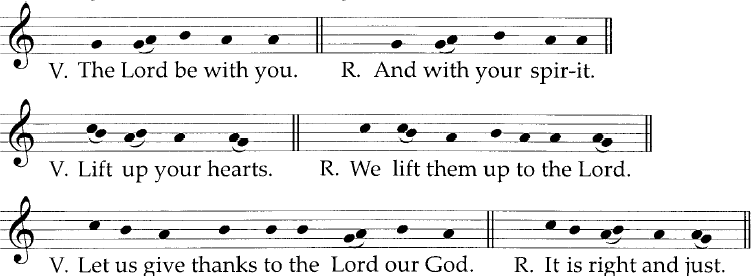 V. The Lord be with you. R. And with your spir-it.
V. Lift up your hearts. R. We lift them up to the Lord.
V. Let us give thanks to the Lord our God. R. It is right and just.